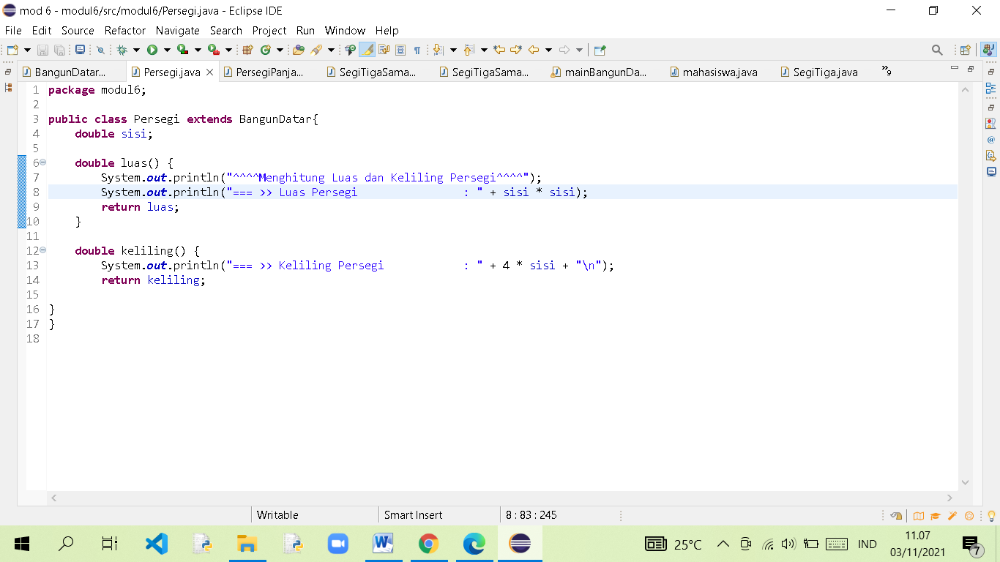 mod 6 - modul6/src/modul6/Persegi.java - Eclipse IDE
File Edit Source Refactor Navigate Search Project Run Window Help
BangunDatar... Persegi.java PersegiPanja... SegiTigaSama... SegiTigaSama... mainBangunDa... mahasiswa.java SegiTiga.java »9
1 package modul6;
2
3 public class Persegi extends BangunDatar{
4     double sisi;
5
6     double luas() {
7         System.out.println("^^^^Menghitung Luas dan Keliling Persegi^^^^");
8         System.out.println("=== >> Luas Persegi                : " + sisi * sisi);
9         return luas;
10     }
11
12     double keliling() {
13         System.out.println("=== >> Keliling Persegi            : " + 4 * sisi + "\n");
14         return keliling;
15
16 }
17 }
18
Writable Smart Insert 8 : 83 : 245
25°C IND 11.07
03/11/2021 7